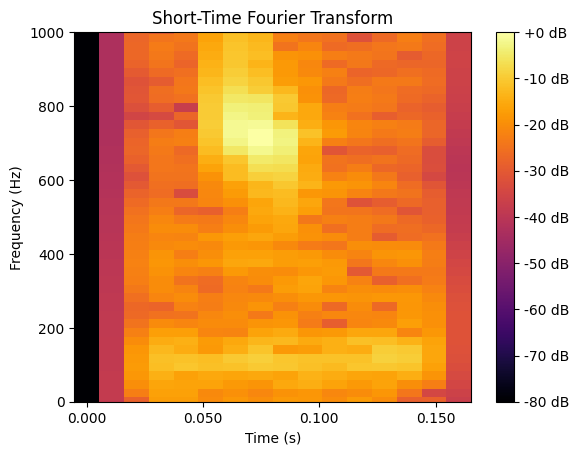 Short-Time Fourier Transform
1000
800
600
400
200
0
Frequency (Hz)
0.000
0.050
0.100
0.150
Time (s)
+0 dB
-10 dB
-20 dB
-30 dB
-40 dB
-50 dB
-60 dB
-70 dB
-80 dB